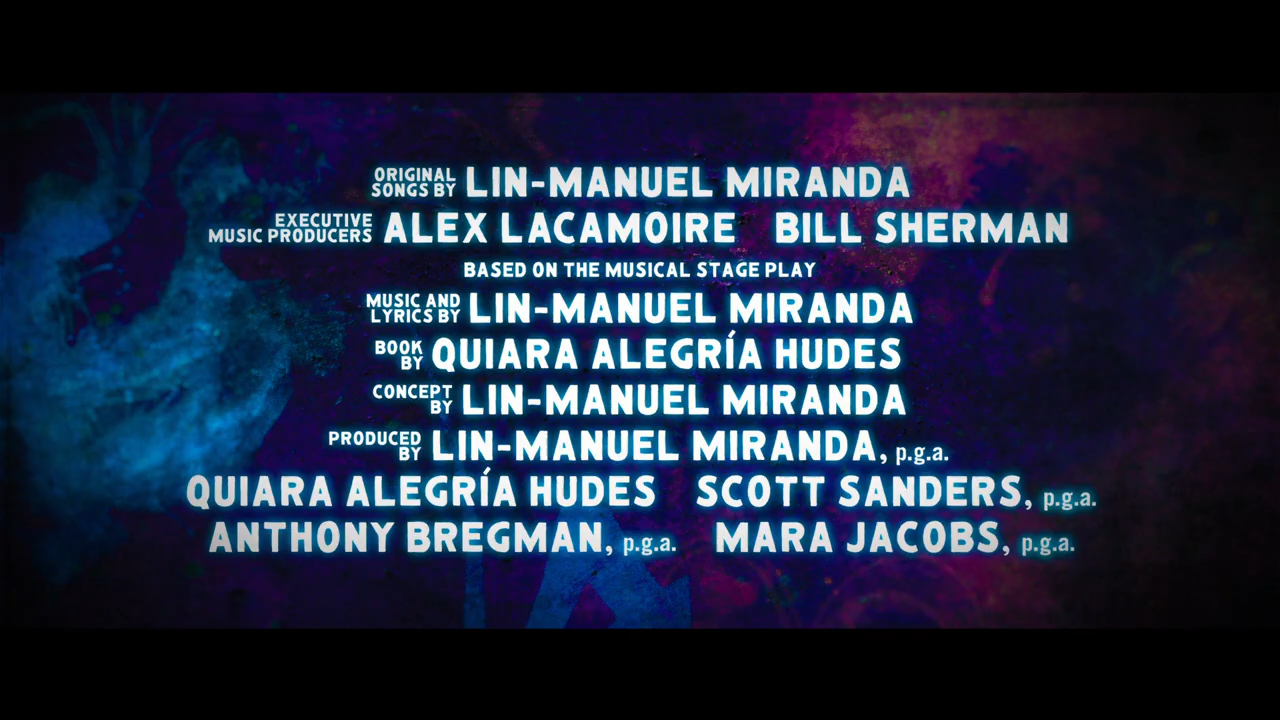 ORIGINAL SONGS BY LIN-MANUEL MIRANDA
EXECUTIVE MUSIC PRODUCERS ALEX LACAMOIRE BILL SHERMAN
BASED ON THE MUSICAL STAGE PLAY
MUSIC AND LYRICS BY LIN-MANUEL MIRANDA
BOOK BY QUIARA ALEGRÍA HUDES
CONCEPT BY LIN-MANUEL MIRANDA
PRODUCED BY LIN-MANUEL MIRANDA, p.g.a.
QUIARA ALEGRÍA HUDES SCOTT SANDERS, p.g.a.
ANTHONY BREGMAN, p.g.a. MARA JACOBS, p.g.a.